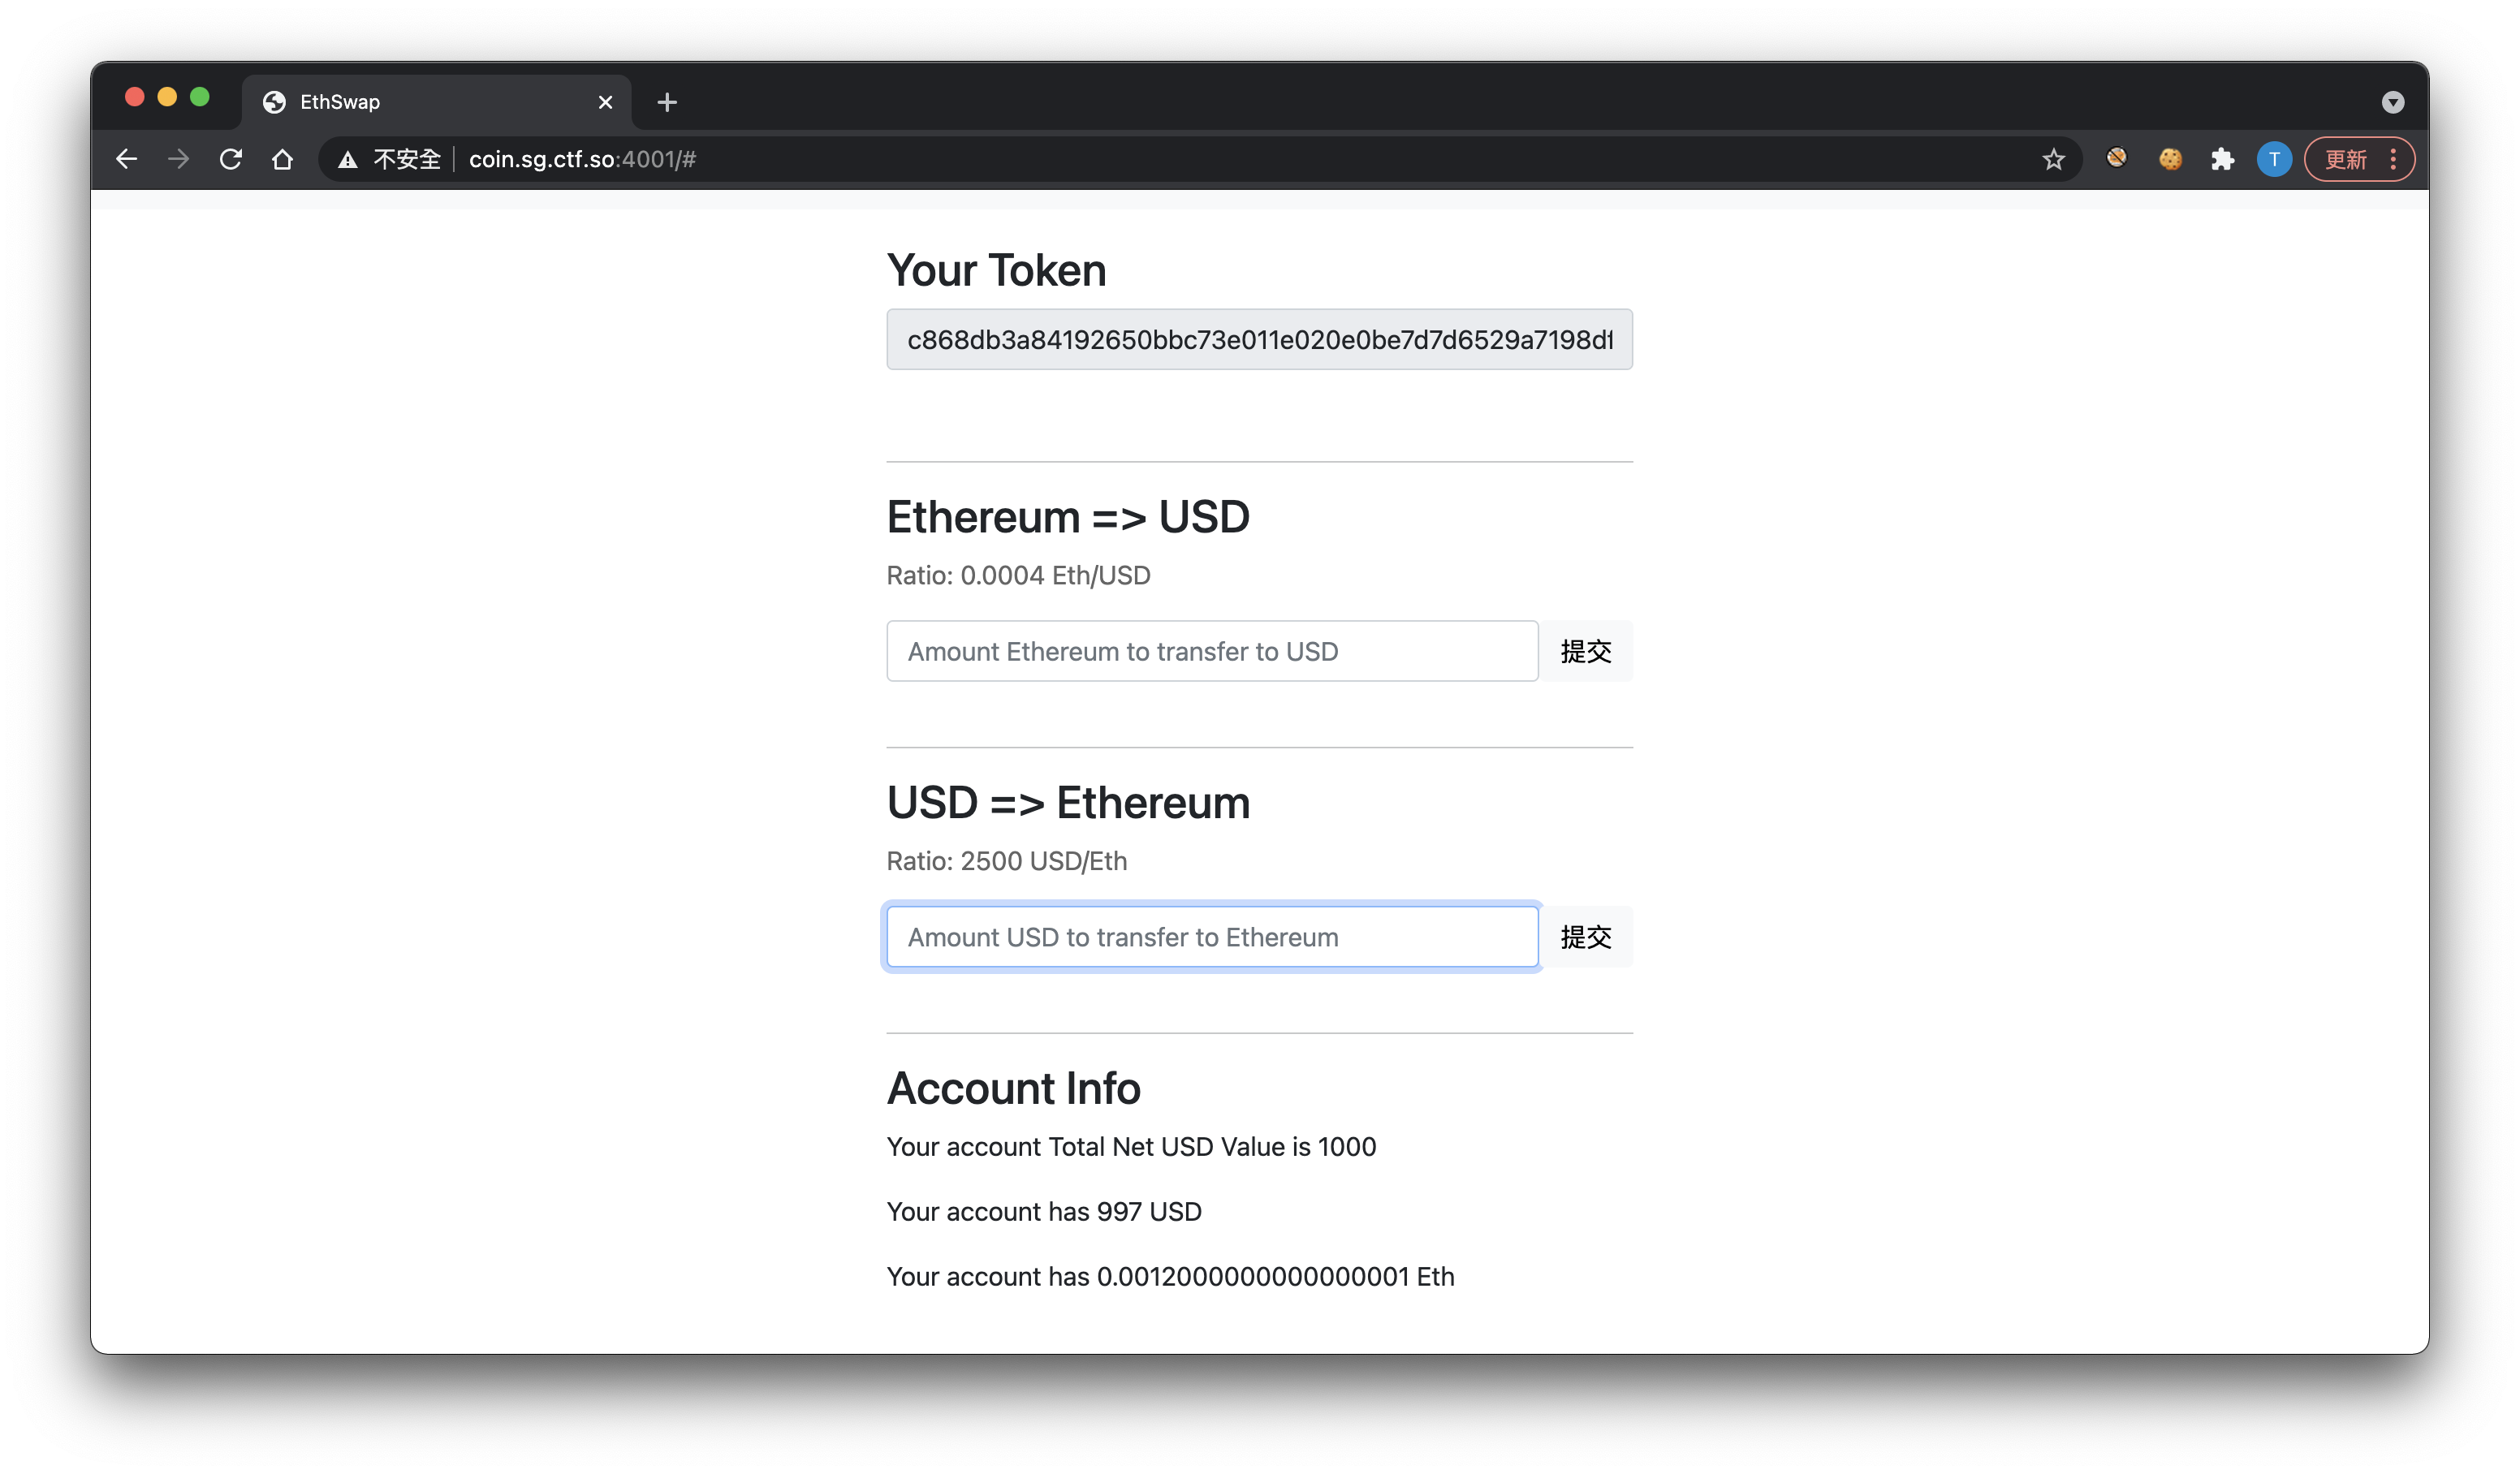 EthSwap
不安全 coin.sg.ctf.so:4001/#
T
更新
Your Token
c868db3a84192650bbc73e011e020e0be7d7d6529a7198d
Ethereum => USD
Ratio: 0.0004 Eth/USD
Amount Ethereum to transfer to USD 提交
USD => Ethereum
Ratio: 2500 USD/Eth
Amount USD to transfer to Ethereum 提交
Account Info
Your account Total Net USD Value is 1000
Your account has 997 USD
Your account has 0.0012000000000000001 Eth